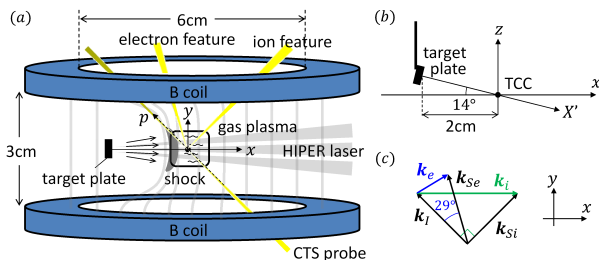 (a)
6cm
electron feature
ion feature
B coil
3cm
p
y
gas plasma
x
HIPER laser
target plate
shock
B coil
CTS probe
(b)
z
target
plate
TCC
x
14°
X'
2cm
(c)
k_e
k_Se
k_i
29°
k_I
k_Si
y
x